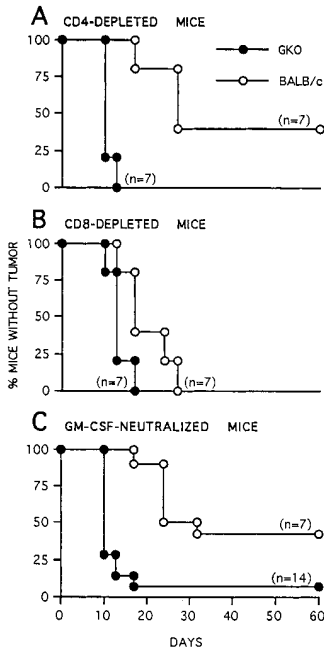 A CD4-DEPLETED MICE
GKO
BALB/c
100
75
50
25
0
(n=7)
(n=7)
B CD8-DEPLETED MICE
100
75
50
25
0
(n=7)
(n=7)
% MICE WITHOUT TUMOR
C GM-CSF-NEUTRALIZED MICE
100
75
50
25
0
(n=7)
(n=14)
0 10 20 30 40 50 60
DAYS